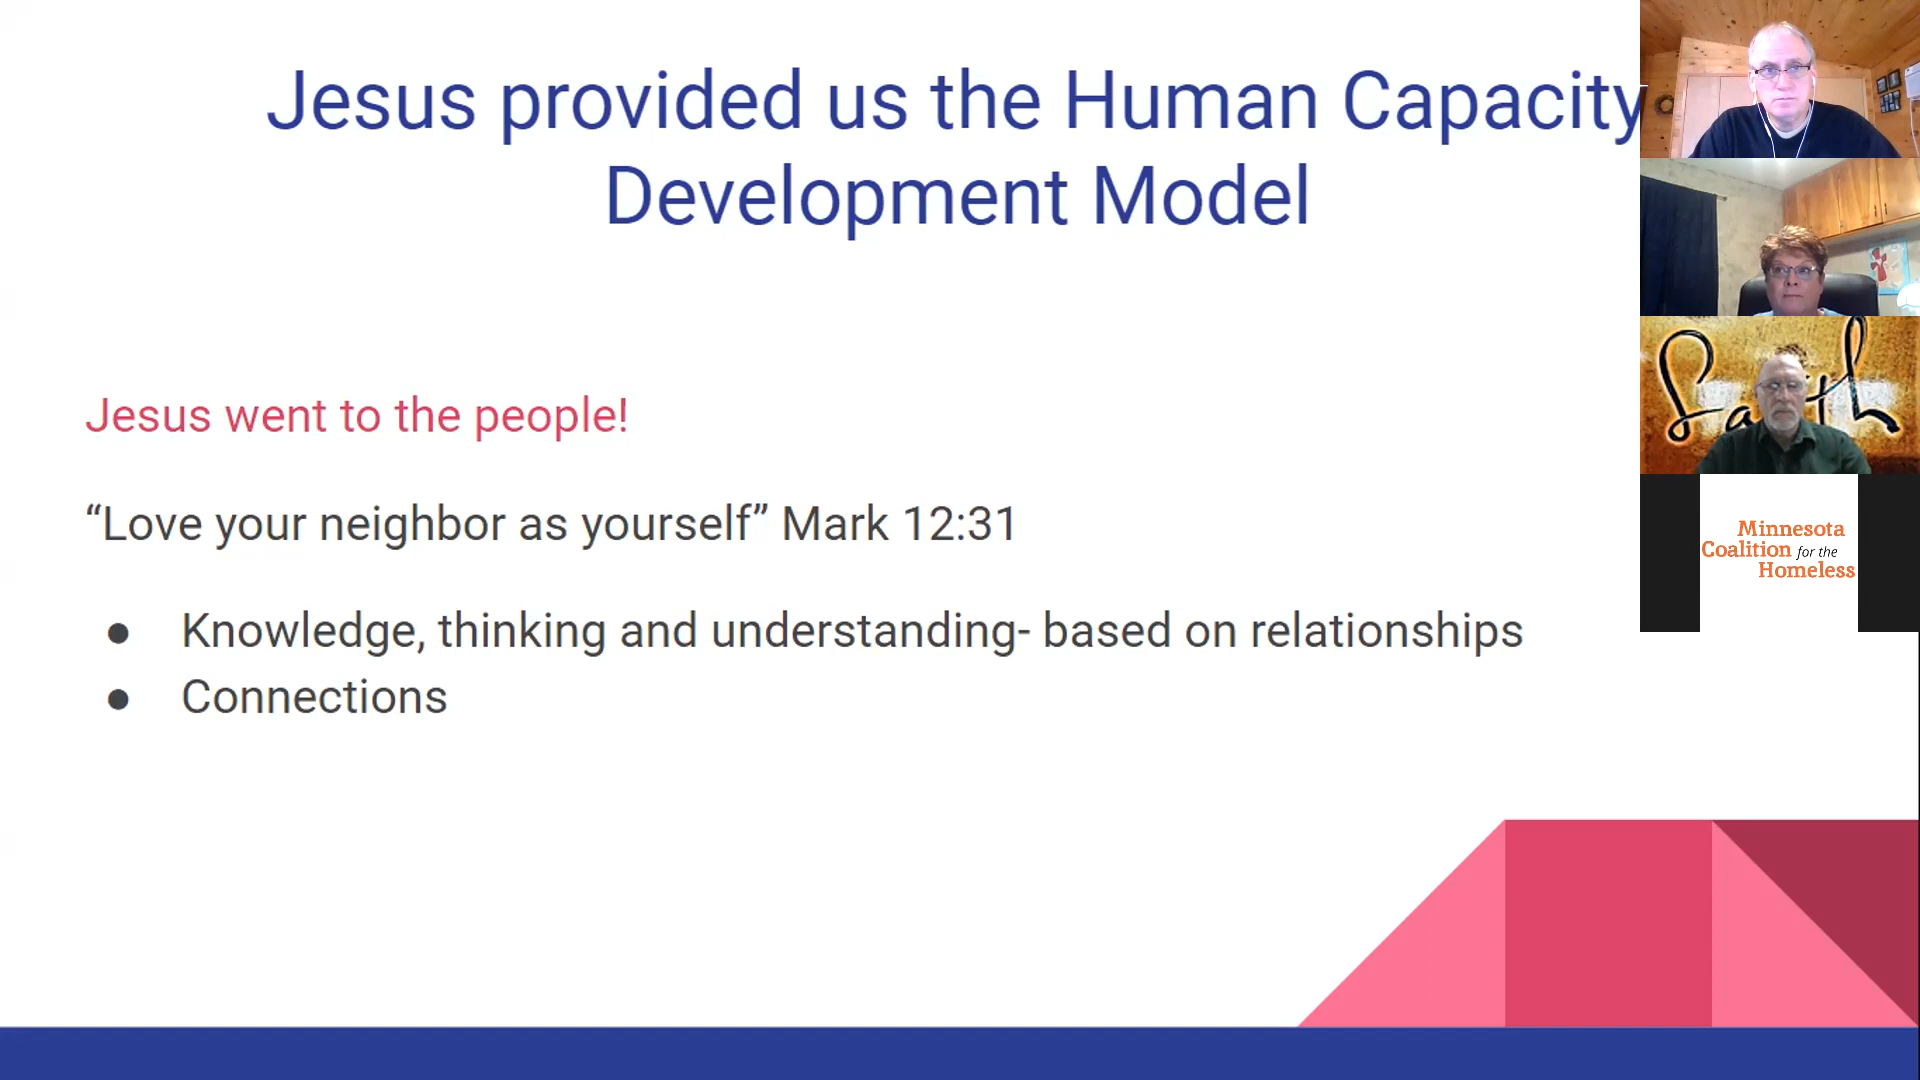 Jesus provided us the Human Capacity
Development Model
Jesus went to the people!
“Love your neighbor as yourself” Mark 12:31
● Knowledge, thinking and understanding- based on relationships
● Connections
Faith
Minnesota
Coalition for the
Homeless